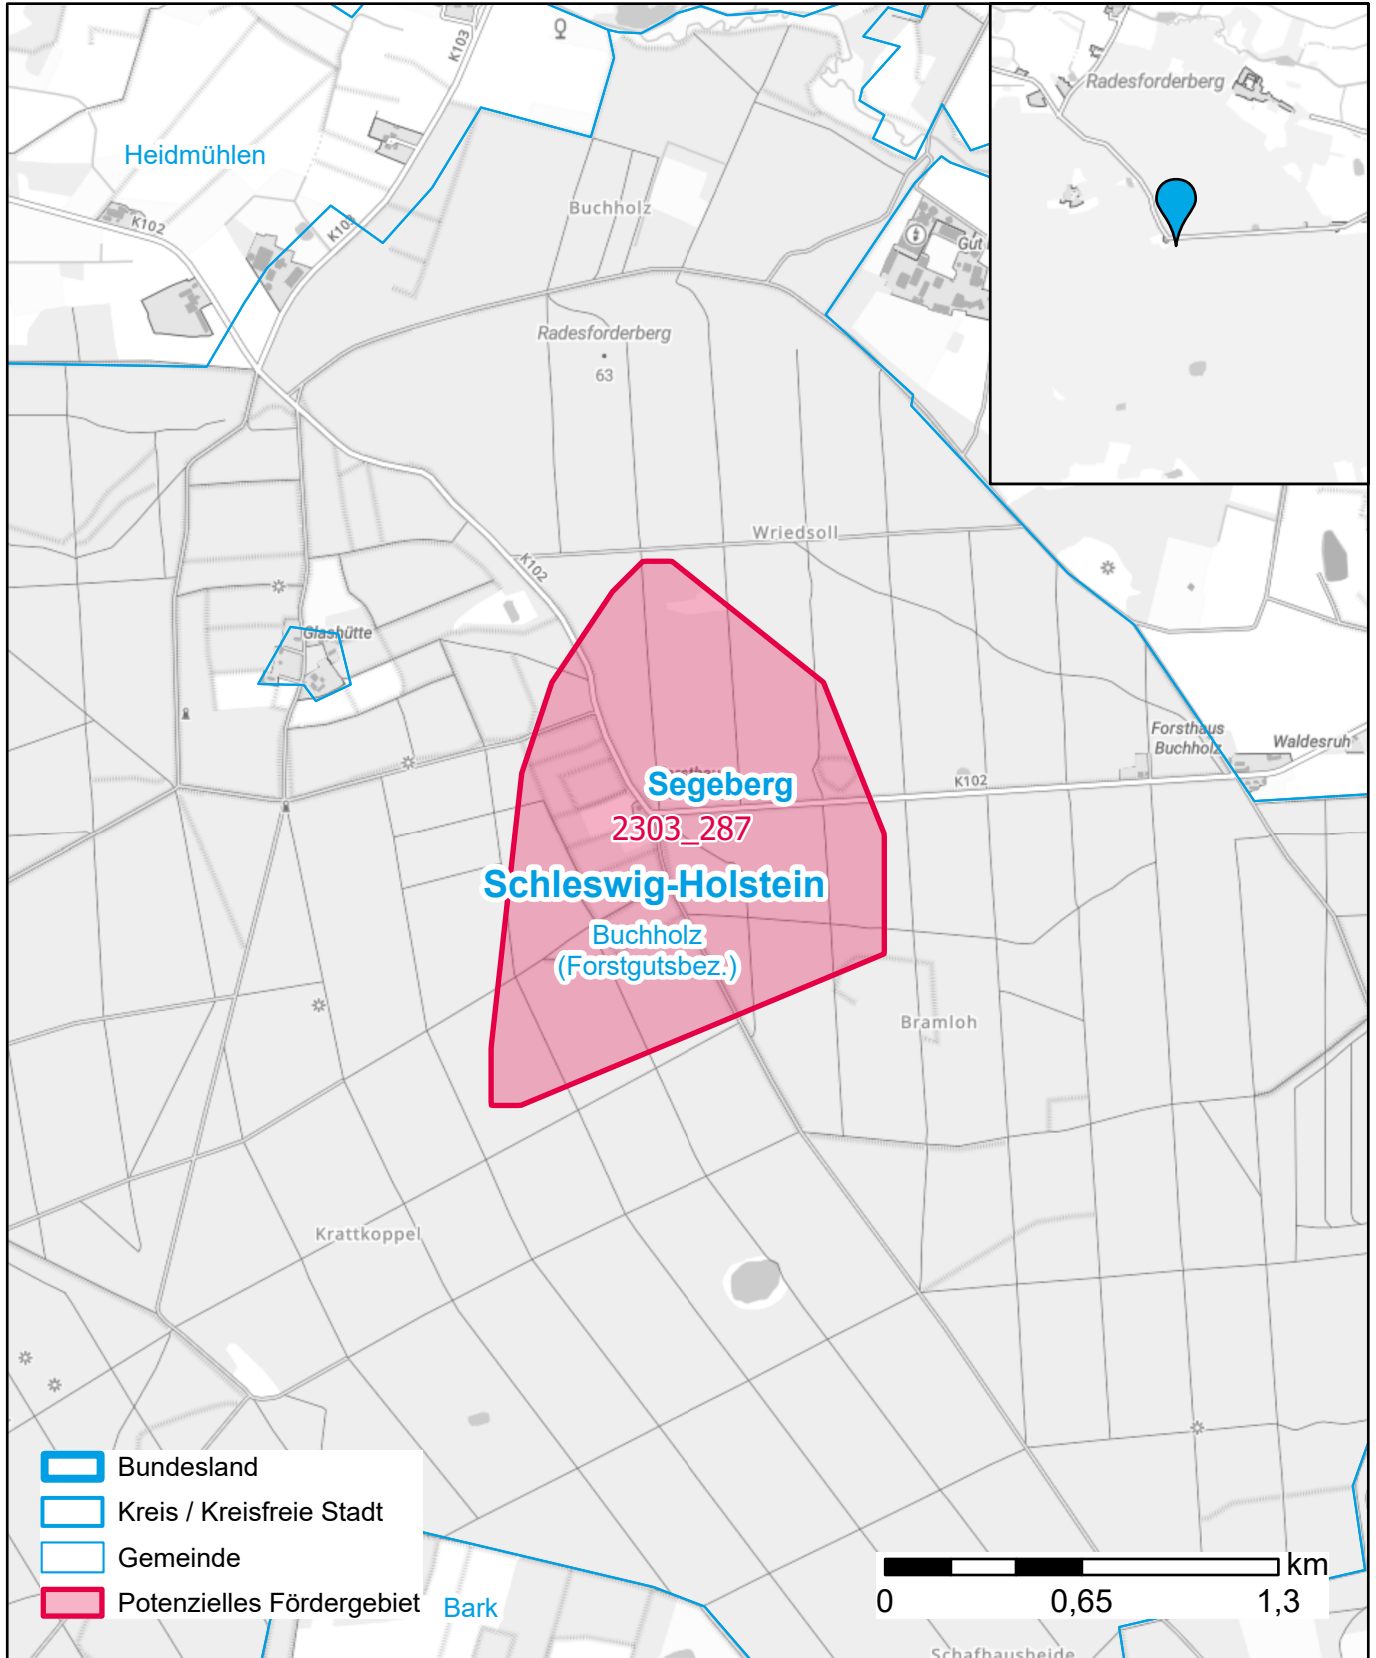 K103
Radesforderberg
Heidmühlen
Buchholz
K102
K103
Gut
Radesforderberg
63
Wriedsoll
K102
Glashütte
Forsthaus
Buchholz
Waldesruh
K102
Segeberg
2303_287
Schleswig-Holstein
Buchholz
(Forstgutsbez.)
Bramloh
Krattkoppel
Bundesland
Kreis / Kreisfreie Stadt
Gemeinde
Potenzielles Fördergebiet
Bark
km
0
0,65
1,3
Schafhausheide